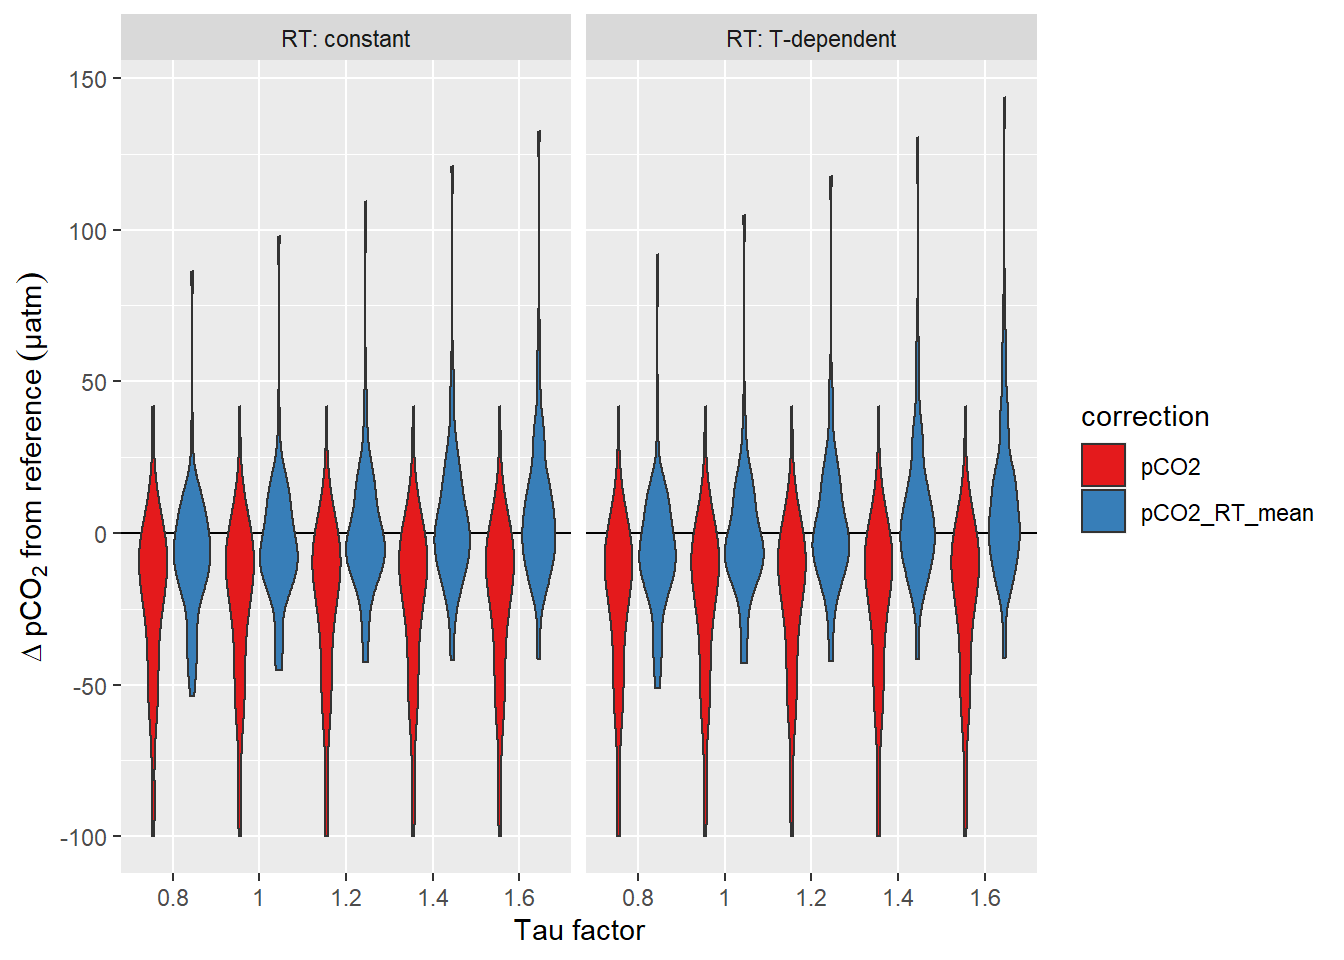 RT: constant
RT: T-dependent
150
100
50
0
-50
-100
Δ pCO₂ from reference (µatm)
0.8 1 1.2 1.4 1.6
0.8 1 1.2 1.4 1.6
Tau factor
correction
pCO2
pCO2_RT_mean